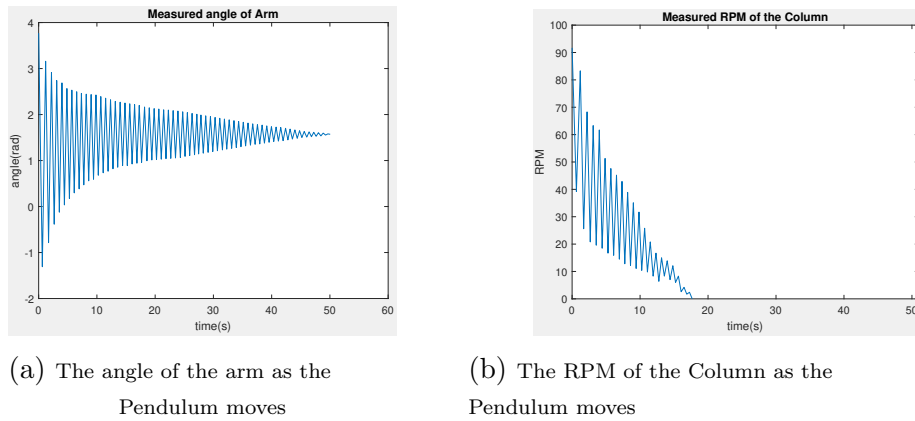 Measured angle of Arm
4
3
2
1
0
-1
-2
angle(rad)
0 10 20 30 40 50 60
time(s)
(a) The angle of the arm as the
Pendulum moves
Measured RPM of the Column
100
90
80
70
60
50
40
30
20
10
0
RPM
0 10 20 30 40 50
time(s)
(b) The RPM of the Column as the
Pendulum moves